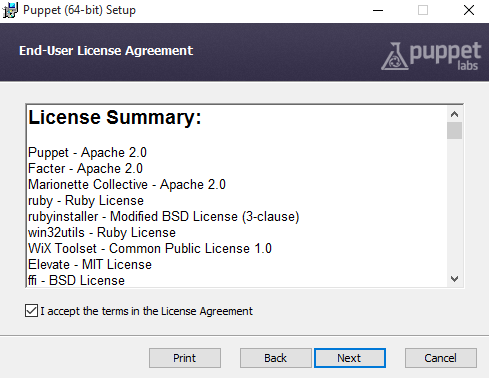 Puppet (64-bit) Setup
End-User License Agreement
puppet
labs
License Summary:
Puppet - Apache 2.0
Facter - Apache 2.0
Marionette Collective - Apache 2.0
ruby - Ruby License
rubyinstaller - Modified BSD License (3-clause)
win32utils - Ruby License
WiX Toolset - Common Public License 1.0
Elevate - MIT License
ffi - BSD License
I accept the terms in the License Agreement
Print Back Next Cancel